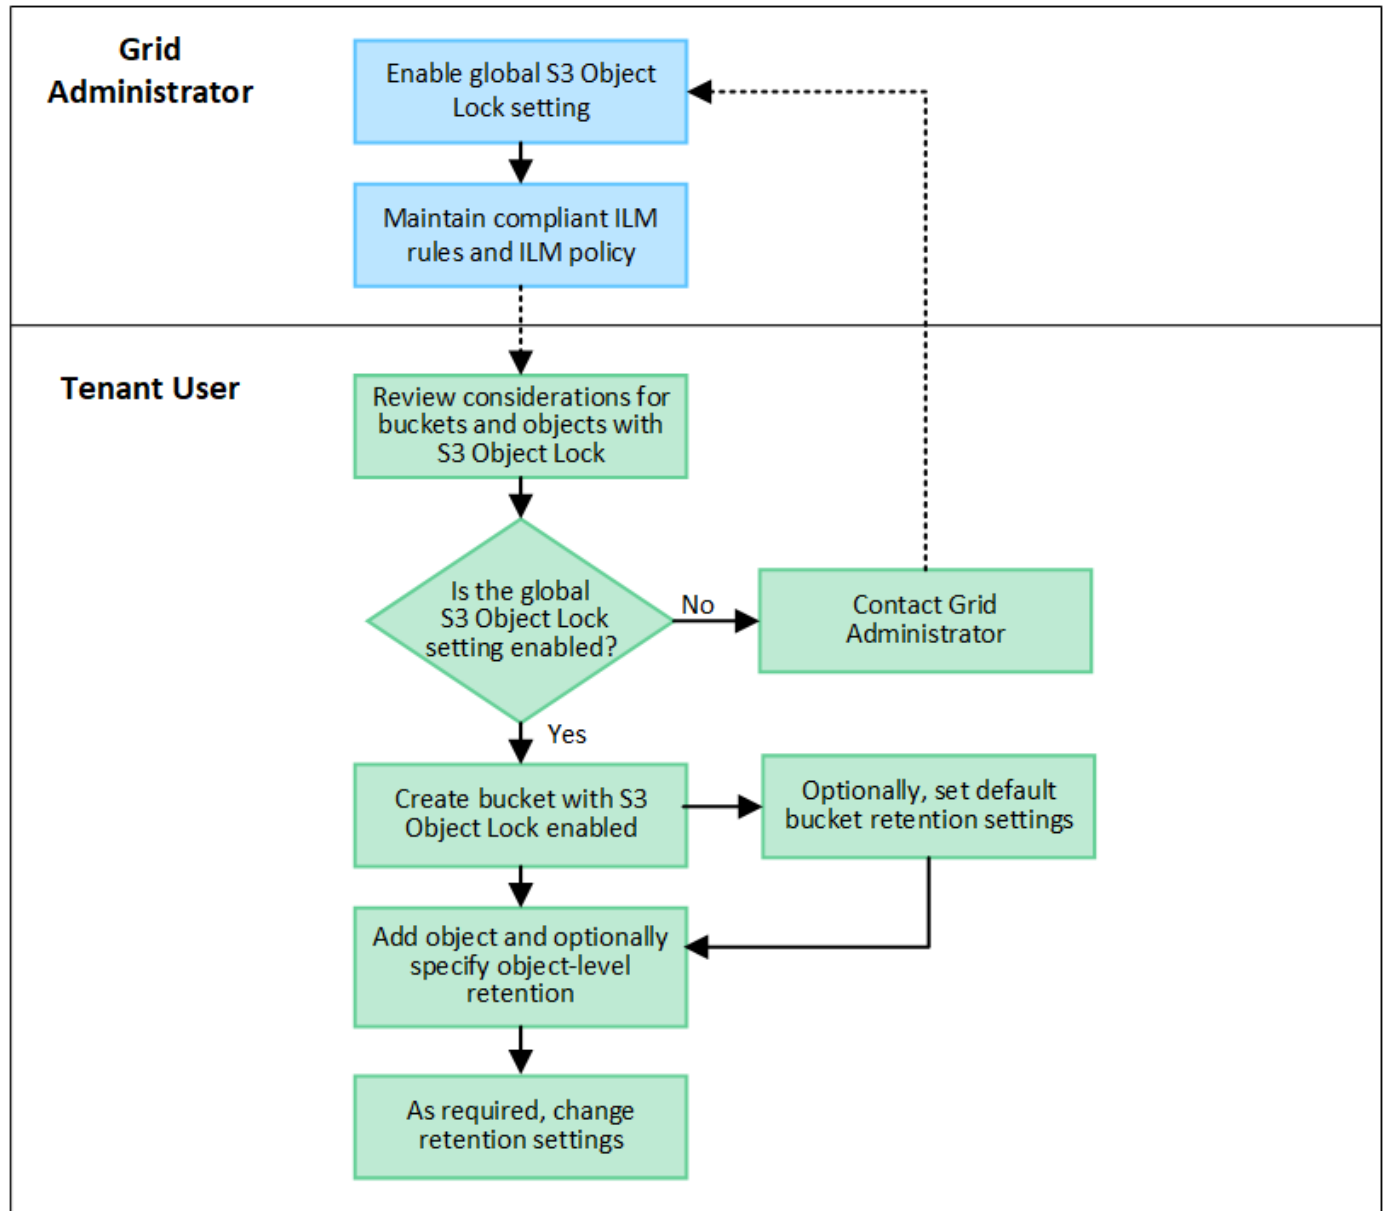 Grid
Administrator
Enable global S3 Object
Lock setting
Maintain compliant ILM
rules and ILM policy
Tenant User
Review considerations for
buckets and objects with
S3 Object Lock
Is the global
S3 Object Lock
setting enabled?
No
Contact Grid
Administrator
Yes
Create bucket with S3
Object Lock enabled
Optionally, set default
bucket retention settings
Add object and optionally
specify object-level
retention
As required, change
retention settings